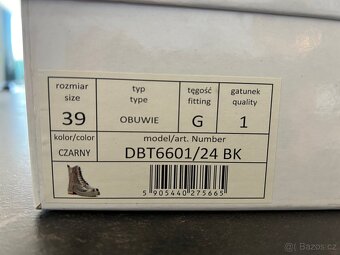 rozmiar typ tęgość gatunek
size type fitting quality
39 OBUWIE G 1
kolor/color model/art. Number
CZARNY DBT6601/24 BK
5 905440 275665
Bazoš.cz